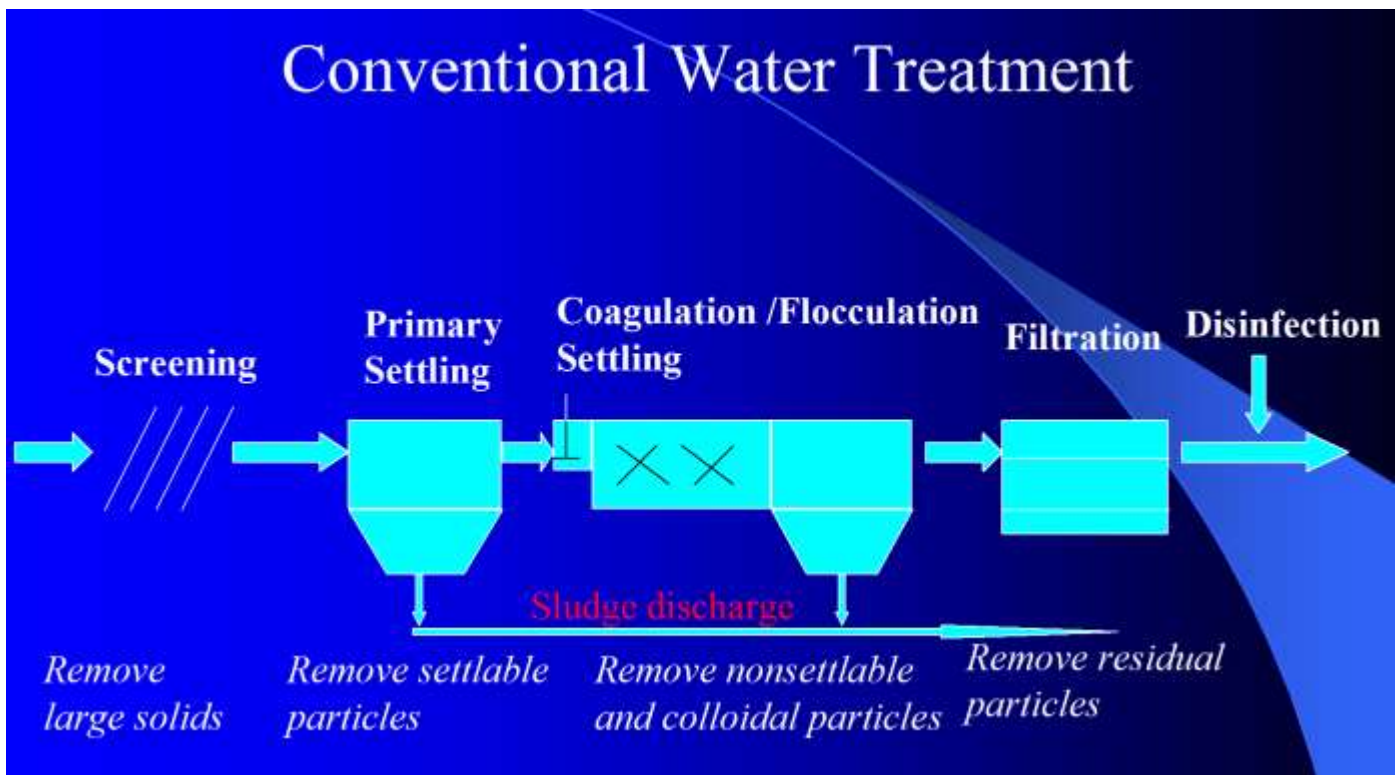 Conventional Water Treatment
Screening
Primary
Settling
Coagulation /Flocculation
Settling
Filtration
Disinfection
Sludge discharge
Remove
large solids
Remove settlable
particles
Remove nonsettlable
and colloidal particles
Remove residual
particles